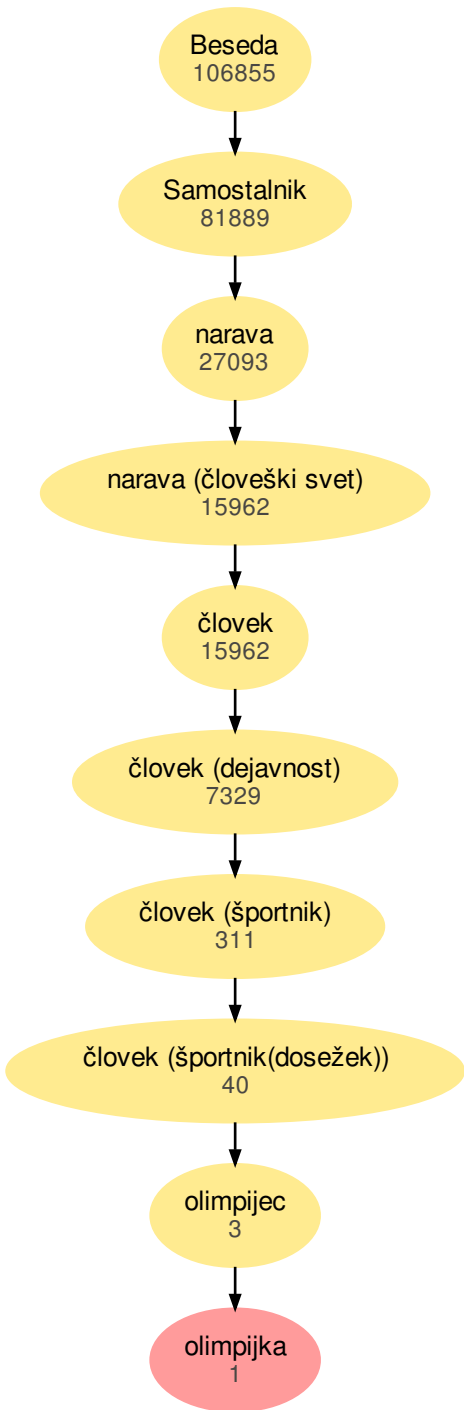 Beseda
106855
Samostalnik
81889
narava
27093
narava (človeški svet)
15962
človek
15962
človek (dejavnost)
7329
človek (športnik)
311
človek (športnik(dosežek))
40
olimpijec
3
olimpijka
1